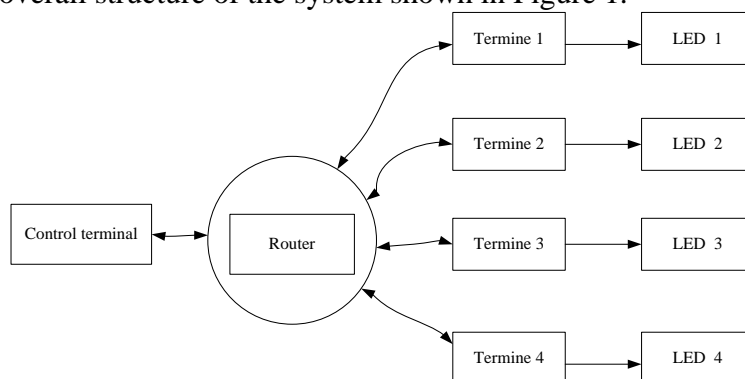 overall structure of the system shown in Figure 1.
Termine 1
LED 1
Termine 2
LED 2
Control terminal
Router
Termine 3
LED 3
Termine 4
LED 4